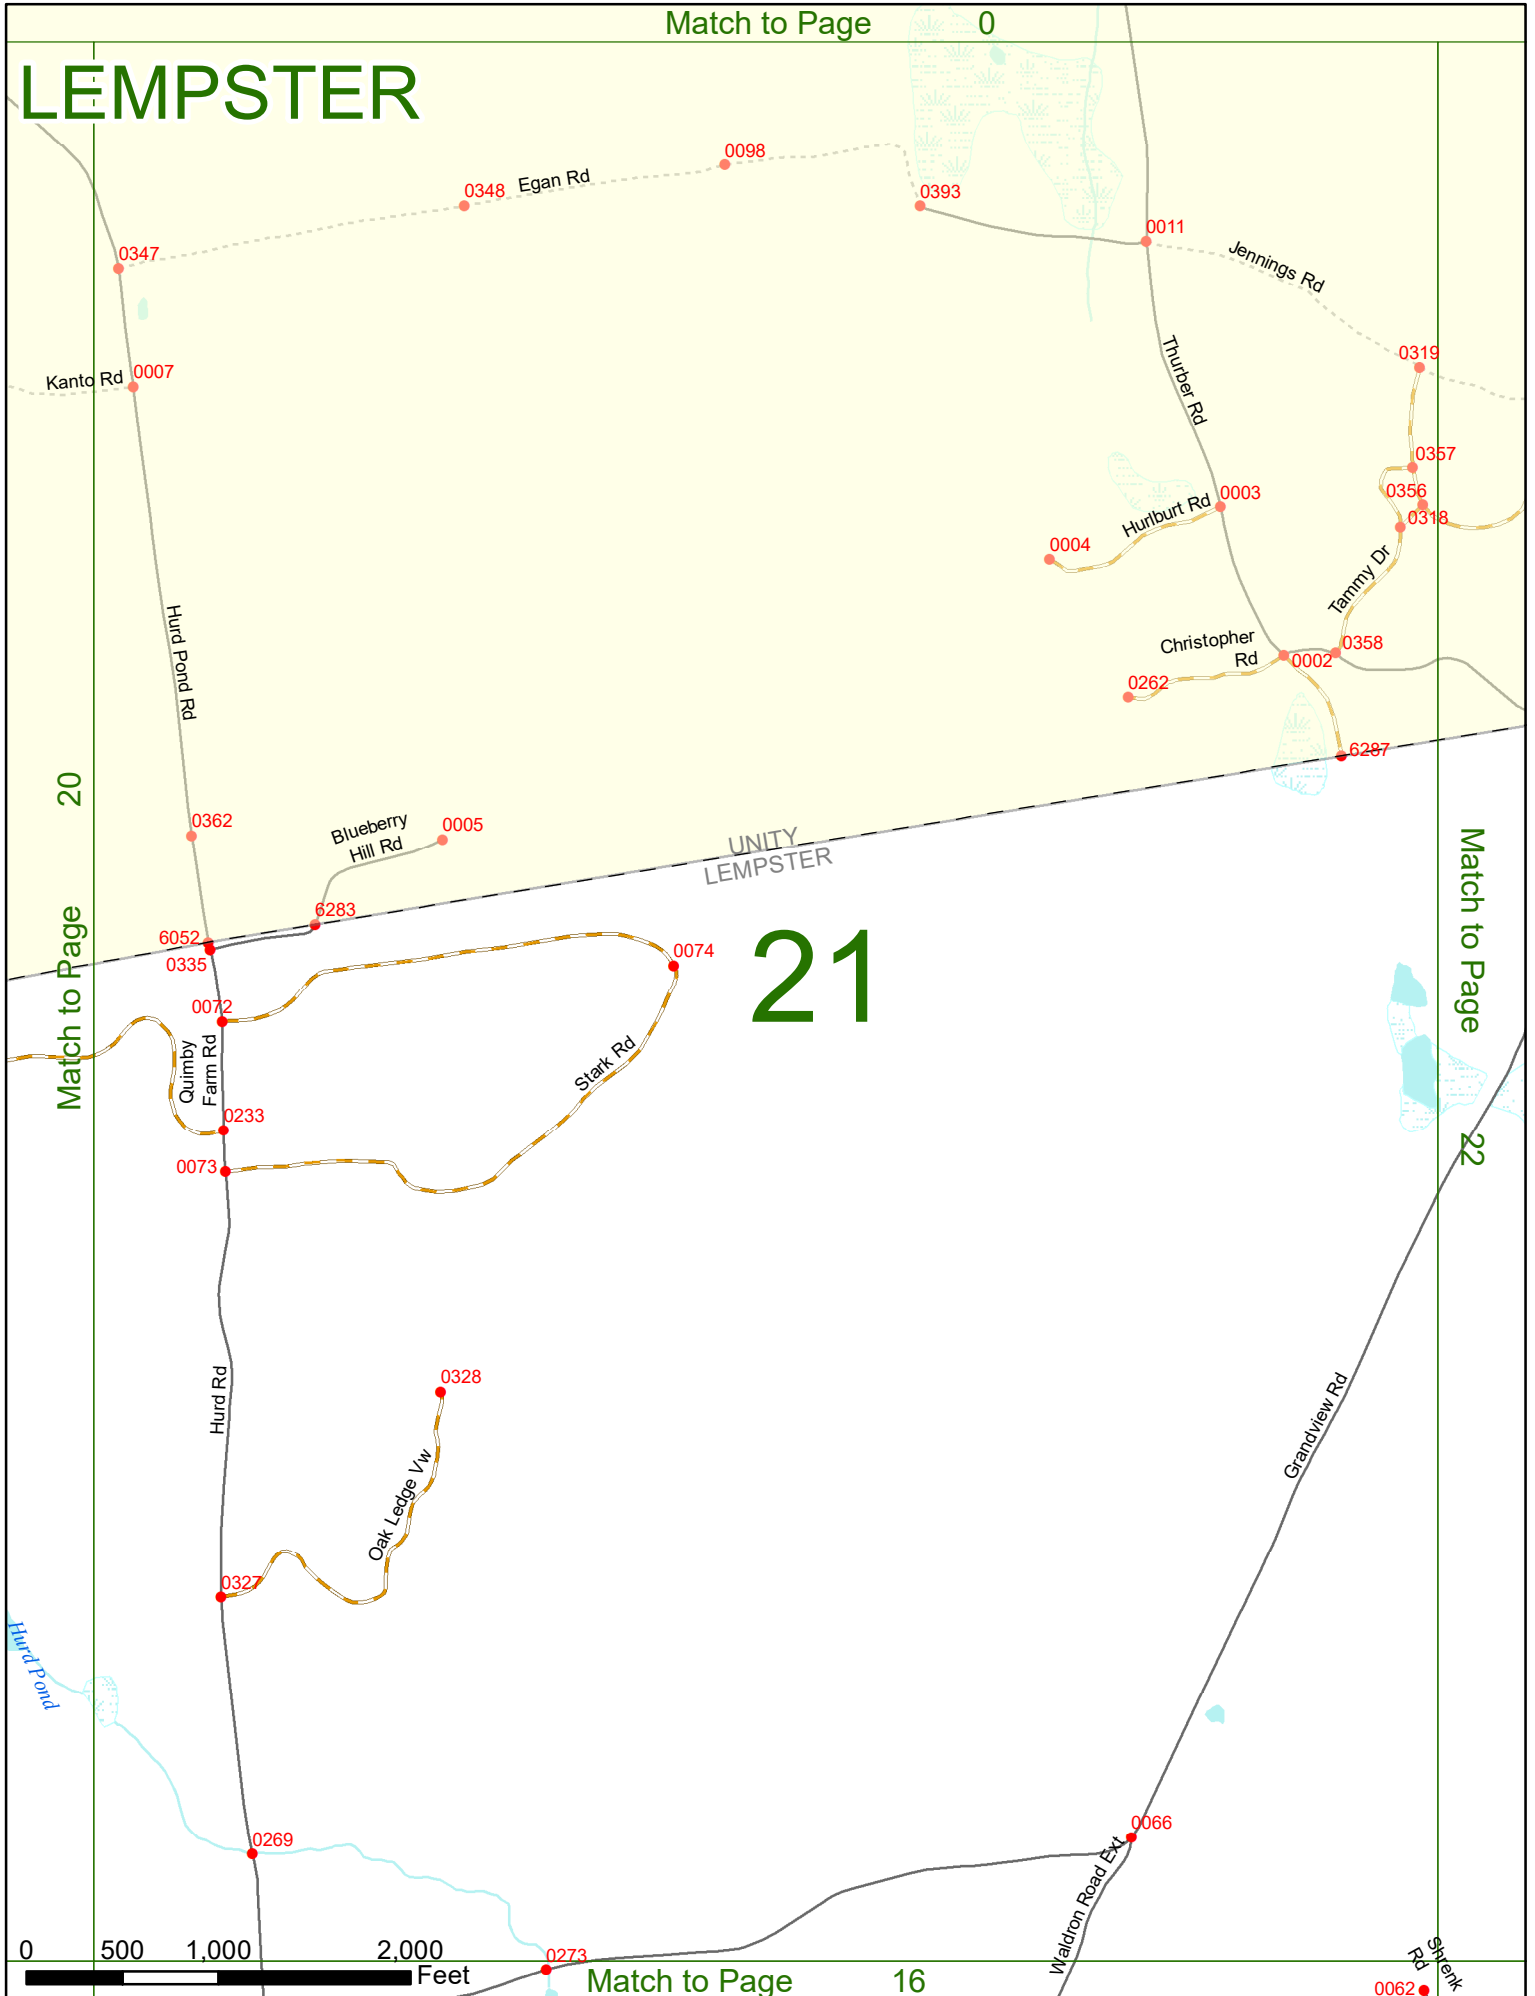 Match to Page 0
LEMPSTER
0098
0348
Egan Rd
0393
0011
0347
Jennings Rd
Kanto Rd
0007
Thurber Rd
0319
0357
0356
0003
0318
Hurlburt Rd
0004
Tammy Dr
Hurd Pond Rd
Christopher
Rd
0002
0358
0262
6287
20
Match to Page
0362
Blueberry
Hill Rd
0005
UNITY
LEMPSTER
Match to Page
22
6283
6052
0335
0074
21
0072
Quimby
Farm Rd
Stark Rd
0233
0073
0328
Hurd Rd
Grandview Rd
Oak Ledge Vw
0327
Hurd Pond
0066
0269
Waldron Road Ext
0 500 1,000 2,000
Feet
0273
Match to Page 16
Shrenk
Rd
0062